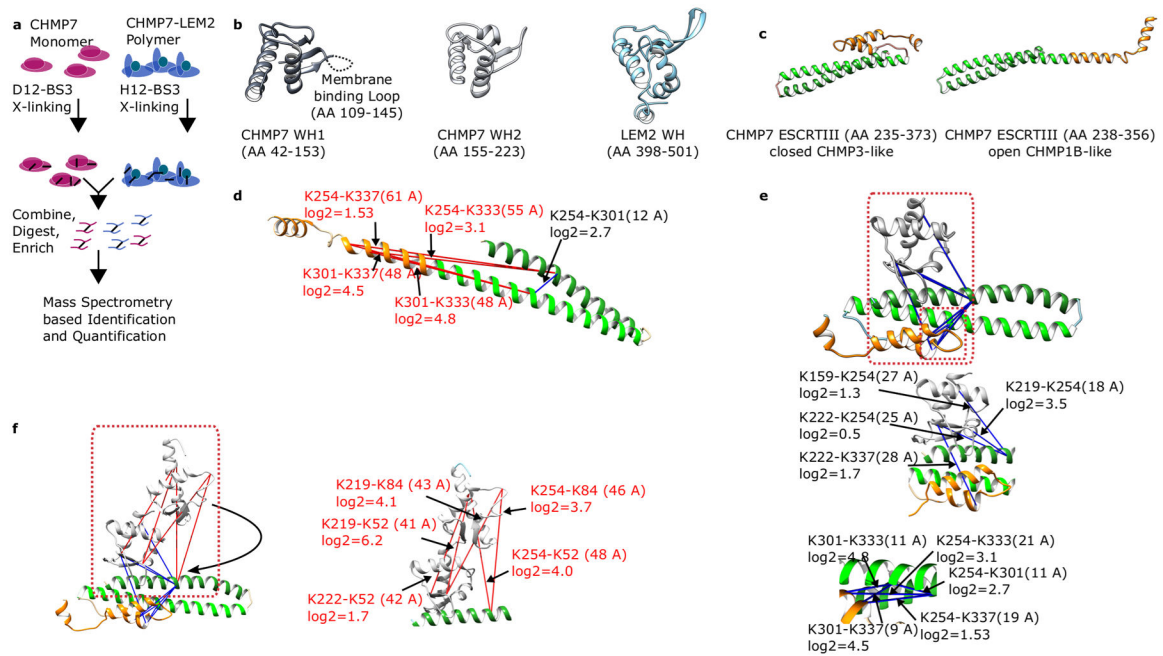 a
CHMP7
Monomer
CHMP7-LEM2
Polymer
D12-BS3
X-linking
H12-BS3
X-linking
Combine,
Digest,
Enrich
Mass Spectrometry
based Identification
and Quantification
b
Membrane
binding Loop
(AA 109-145)
CHMP7 WH1
(AA 42-153)
CHMP7 WH2
(AA 155-223)
LEM2 WH
(AA 398-501)
c
CHMP7 ESCRTIII (AA 235-373)
closed CHMP3-like
CHMP7 ESCRTIII (AA 238-356)
open CHMP1B-like
d
K254-K337(61 A)
log2=1.53
K254-K333(55 A)
log2=3.1
K254-K301(12 A)
log2=2.7
K301-K337(48 A)
log2=4.5
K301-K333(48 A)
log2=4.8
e
K159-K254(27 A)
log2=1.3
K219-K254(18 A)
log2=3.5
K222-K254(25 A)
log2=0.5
K222-K337(28 A)
log2=1.7
K301-K333(11 A)
log2=4.8
K254-K333(21 A)
log2=3.1
K254-K301(11 A)
log2=2.7
K254-K337(19 A)
log2=1.53
K301-K337(9 A)
log2=4.5
f
K219-K84 (43 A)
log2=4.1
K254-K84 (46 A)
log2=3.7
K219-K52 (41 A)
log2=6.2
K254-K52 (48 A)
log2=4.0
K222-K52 (42 A)
log2=1.7